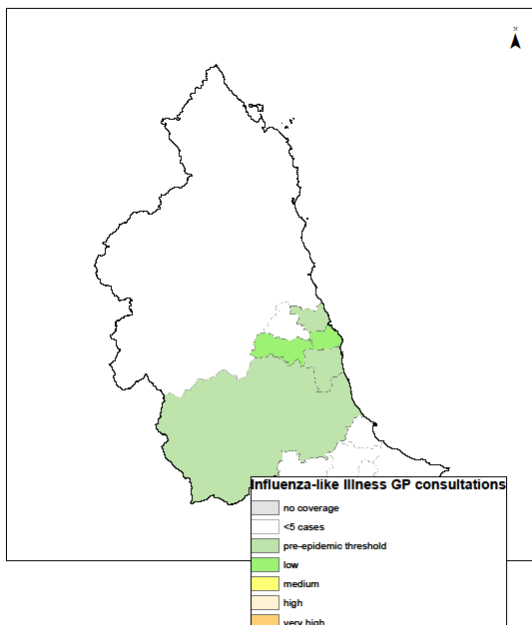 Influenza-like Illness GP consultations
no coverage
<5 cases
pre-epidemic threshold
low
medium
high
very high